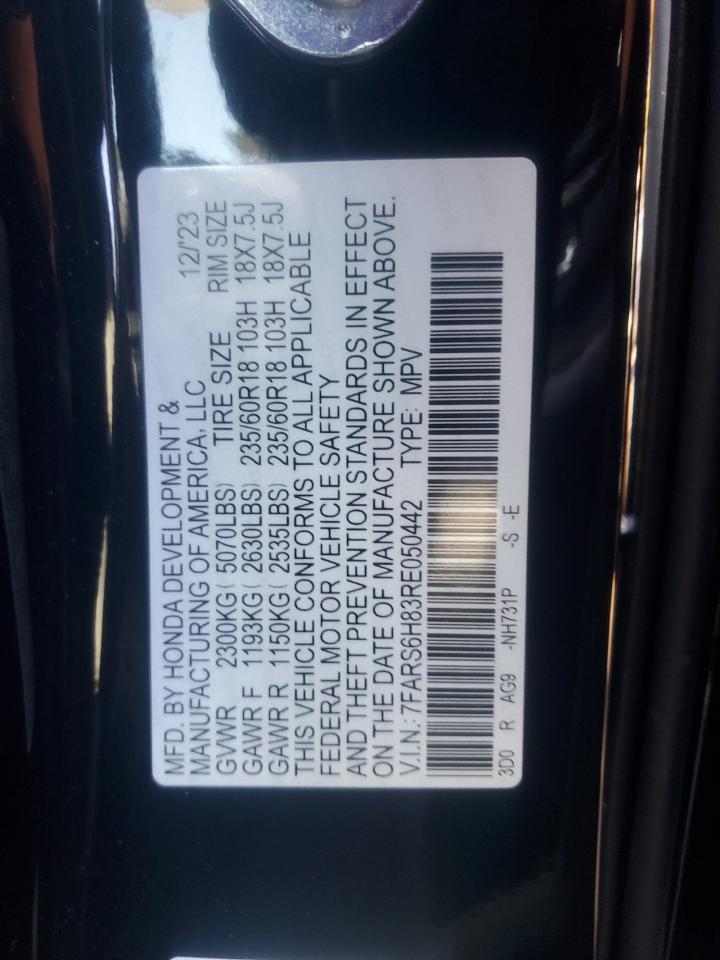 MFD. BY HONDA DEVELOPMENT &
MANUFACTURING OF AMERICA, LLC 12/'23
GVWR 2300KG ( 5070LBS) TIRE SIZE RIM SIZE
GAWR F 1193KG ( 2630LBS) 235/60R18 103H 18X7.5J
GAWR R 1150KG ( 2535LBS) 235/60R18 103H 18X7.5J
THIS VEHICLE CONFORMS TO ALL APPLICABLE
FEDERAL MOTOR VEHICLE SAFETY
AND THEFT PREVENTION STANDARDS IN EFFECT
ON THE DATE OF MANUFACTURE SHOWN ABOVE.
V.I.N.: 7FARS6H83RE050442 TYPE: MPV
3D0 R AG9 -NH731P -S -E